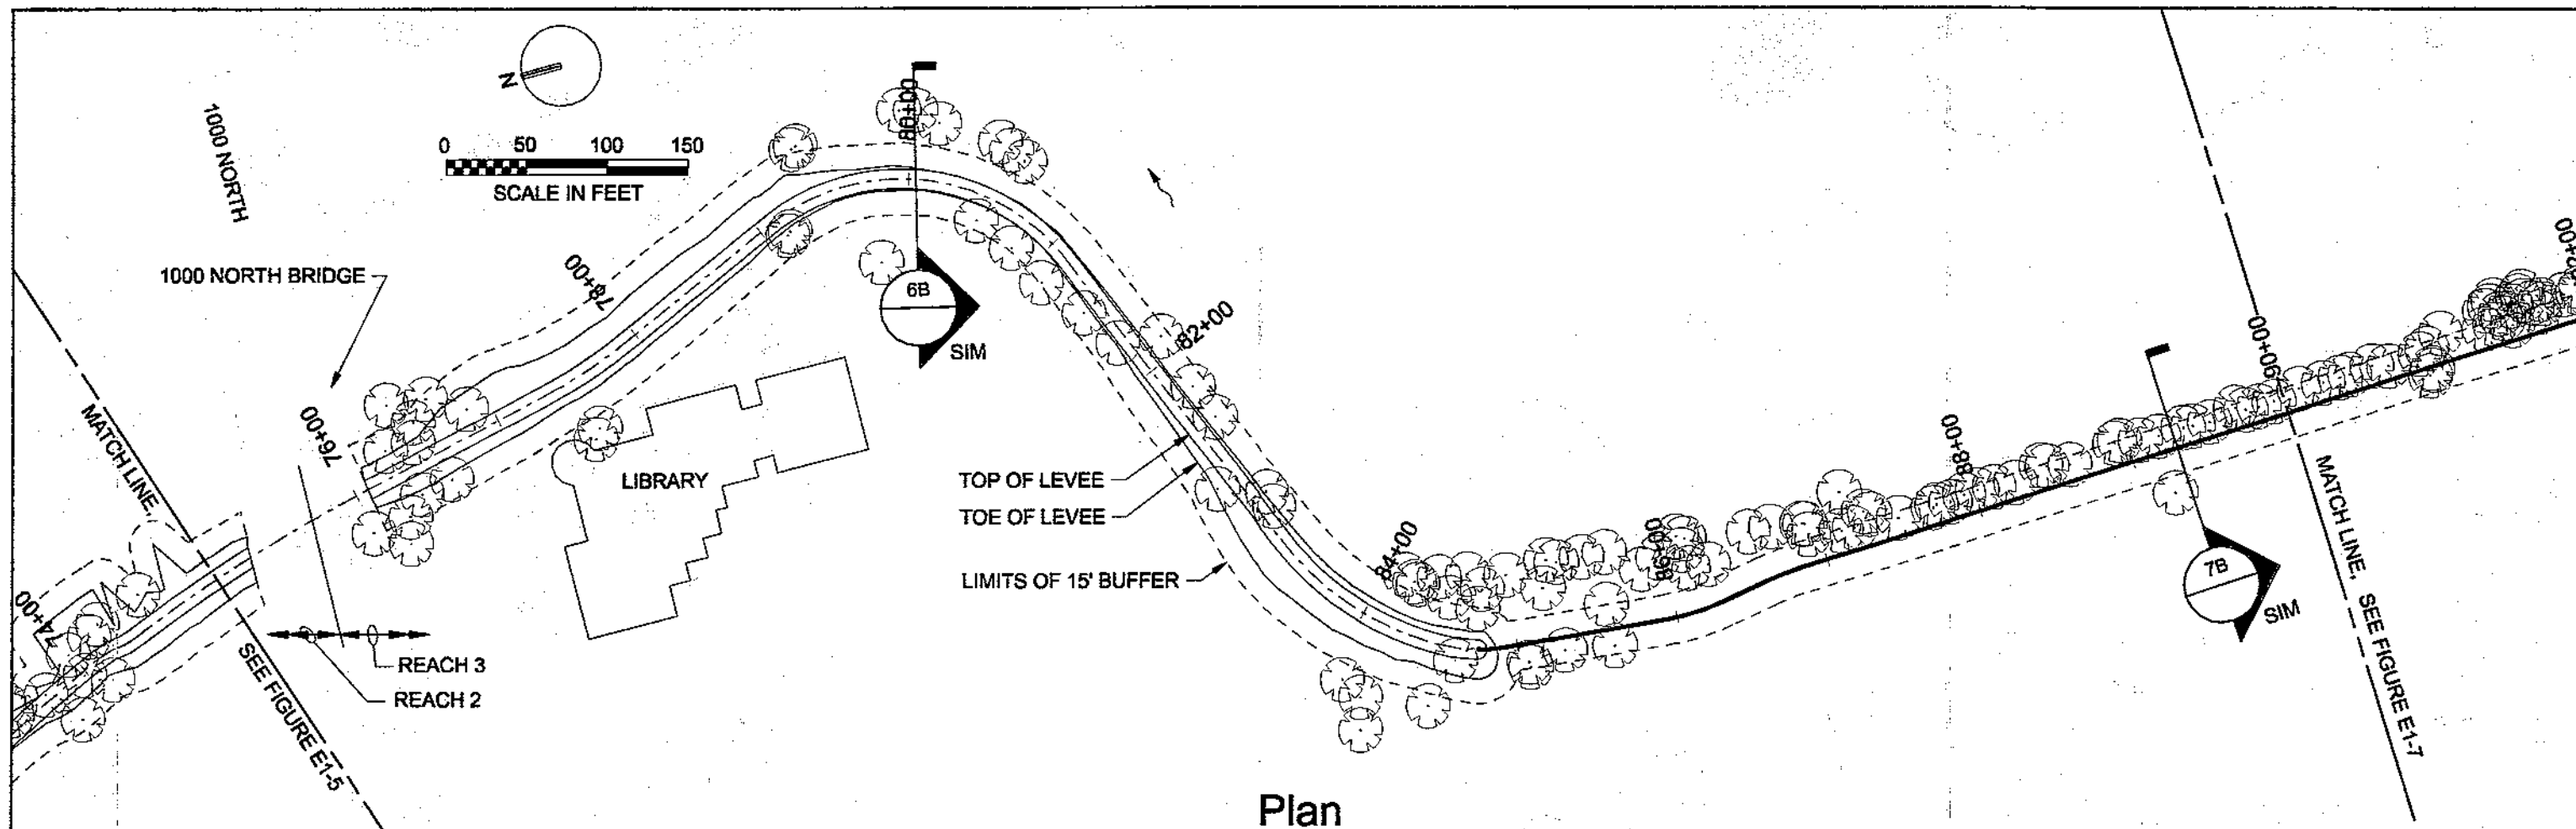 N
1000 NORTH
0 50 100 150
SCALE IN FEET
1000 NORTH BRIDGE
MATCH LINE,
SEE FIGURE E1-5
74+00
76+00
78+00
80+00
82+00
84+00
86+00
88+00
90+00
REACH 3
REACH 2
LIBRARY
6B
SIM
TOP OF LEVEE
TOE OF LEVEE
LIMITS OF 15' BUFFER
7B
SIM
MATCH LINE, SEE FIGURE E1-7
Plan